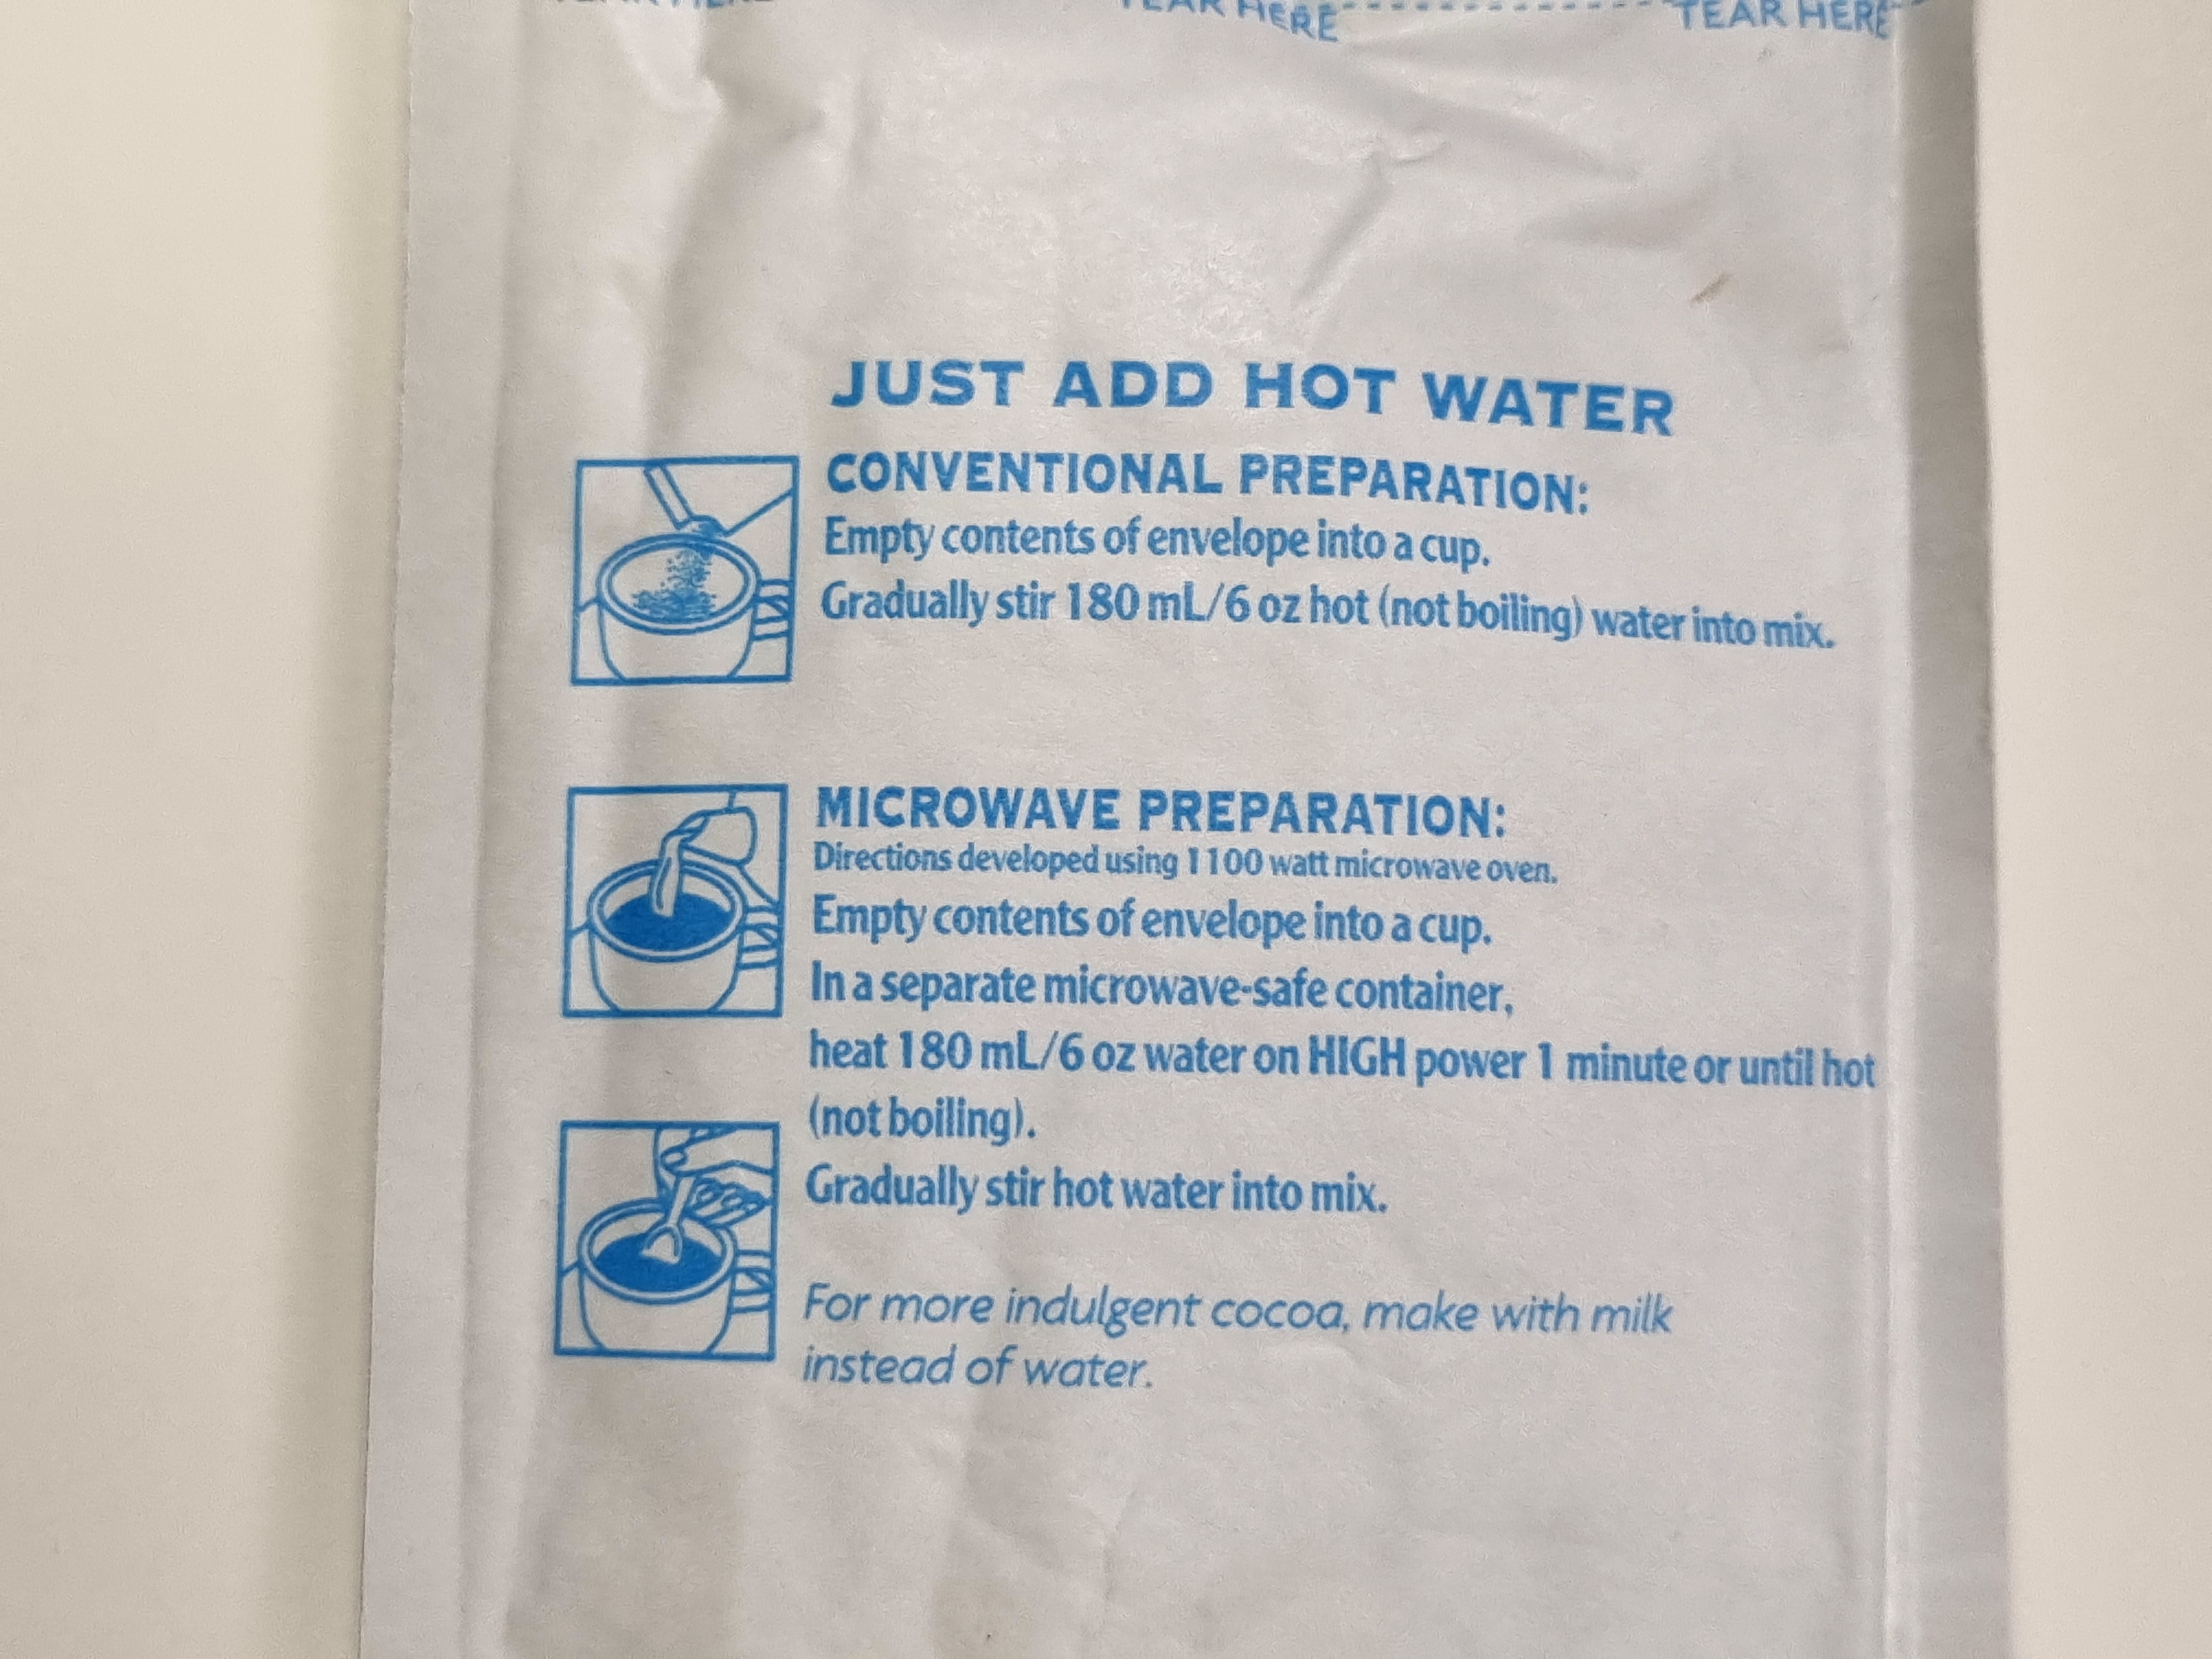 TEAR HERE TEAR HERE TEAR HERE
JUST ADD HOT WATER
CONVENTIONAL PREPARATION:
Empty contents of envelope into a cup.
Gradually stir 180 mL/6 oz hot (not boiling) water into mix.
MICROWAVE PREPARATION:
Directions developed using 1100 watt microwave oven.
Empty contents of envelope into a cup.
In a separate microwave-safe container,
heat 180 mL/6 oz water on HIGH power 1 minute or until hot
(not boiling).
Gradually stir hot water into mix.
For more indulgent cocoa, make with milk
instead of water.